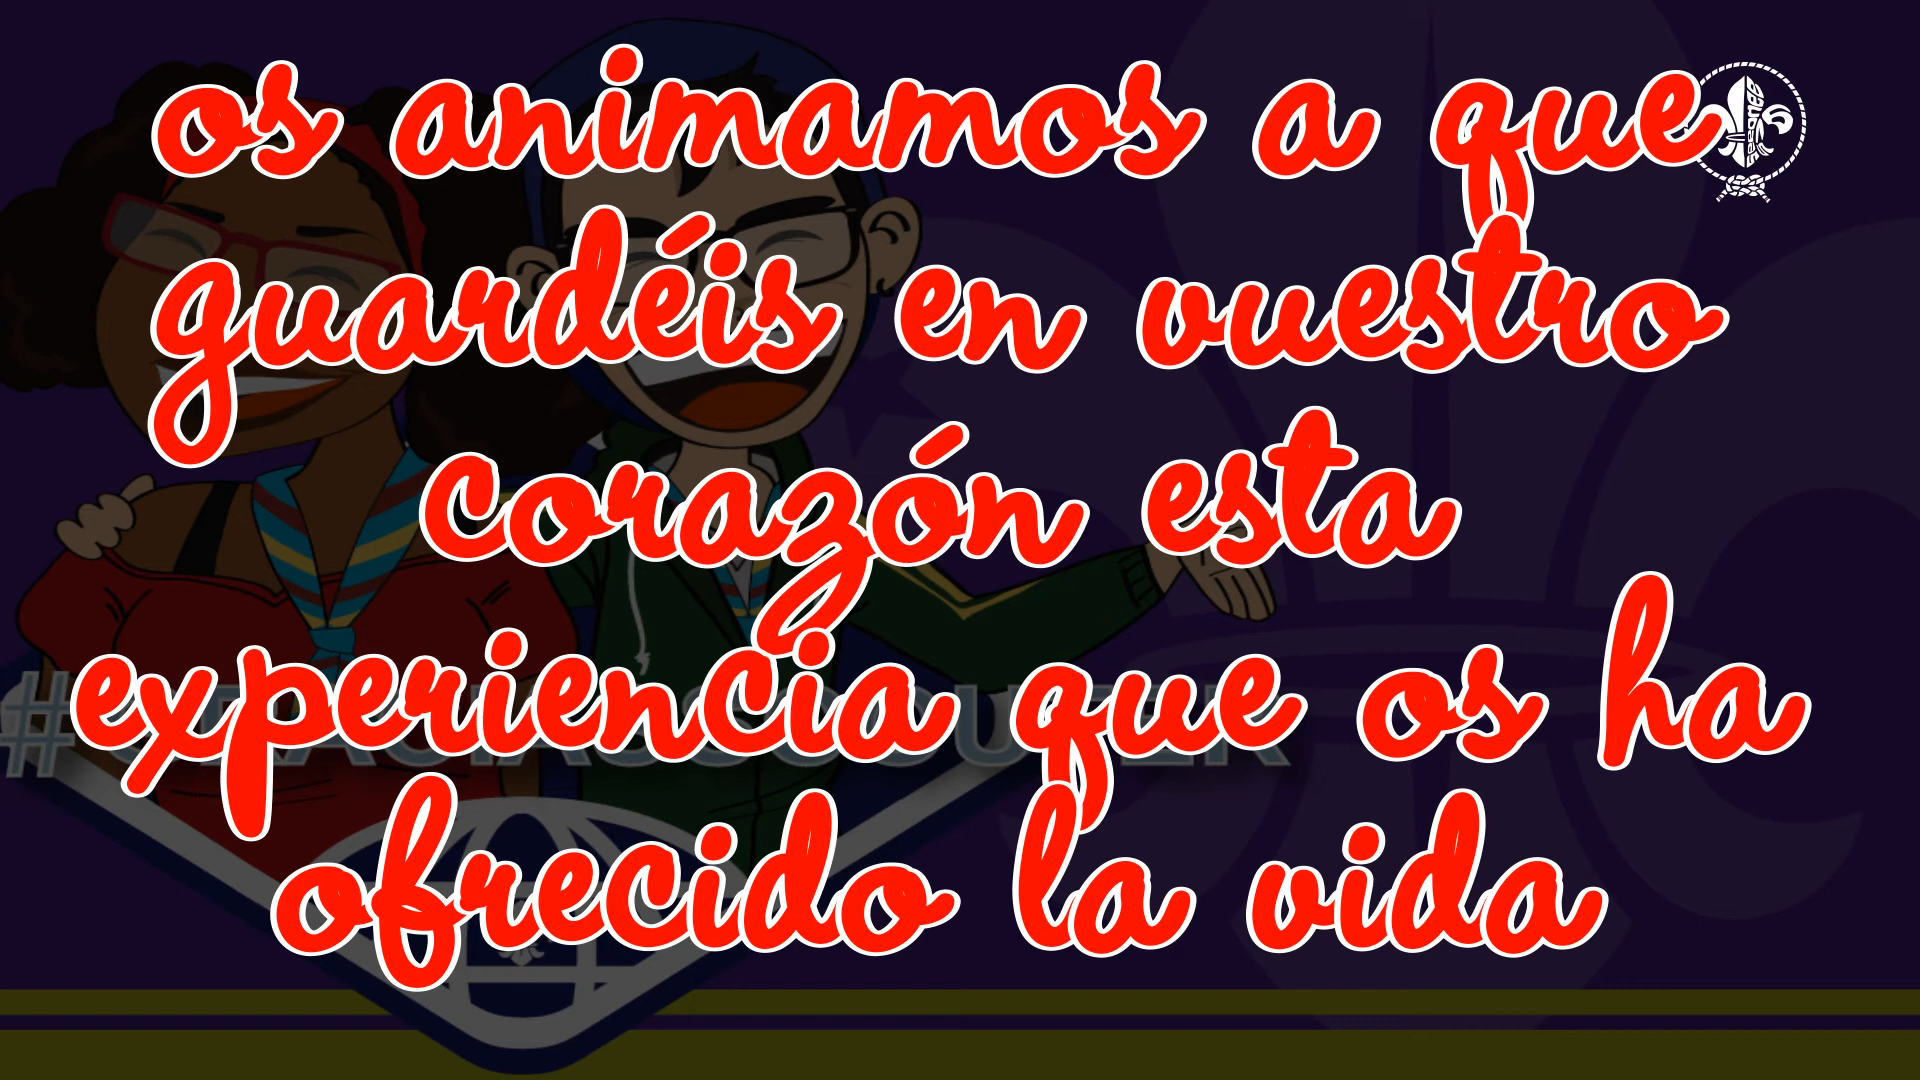 os animamos a que
guardéis en vuestro
corazón esta
experiencia que os ha
ofrecido la vida